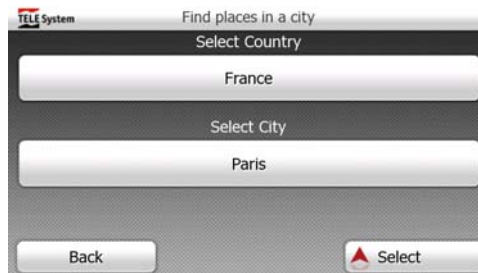 TELE System
Find places in a city
Select Country
France
Select City
Paris
Back
Select